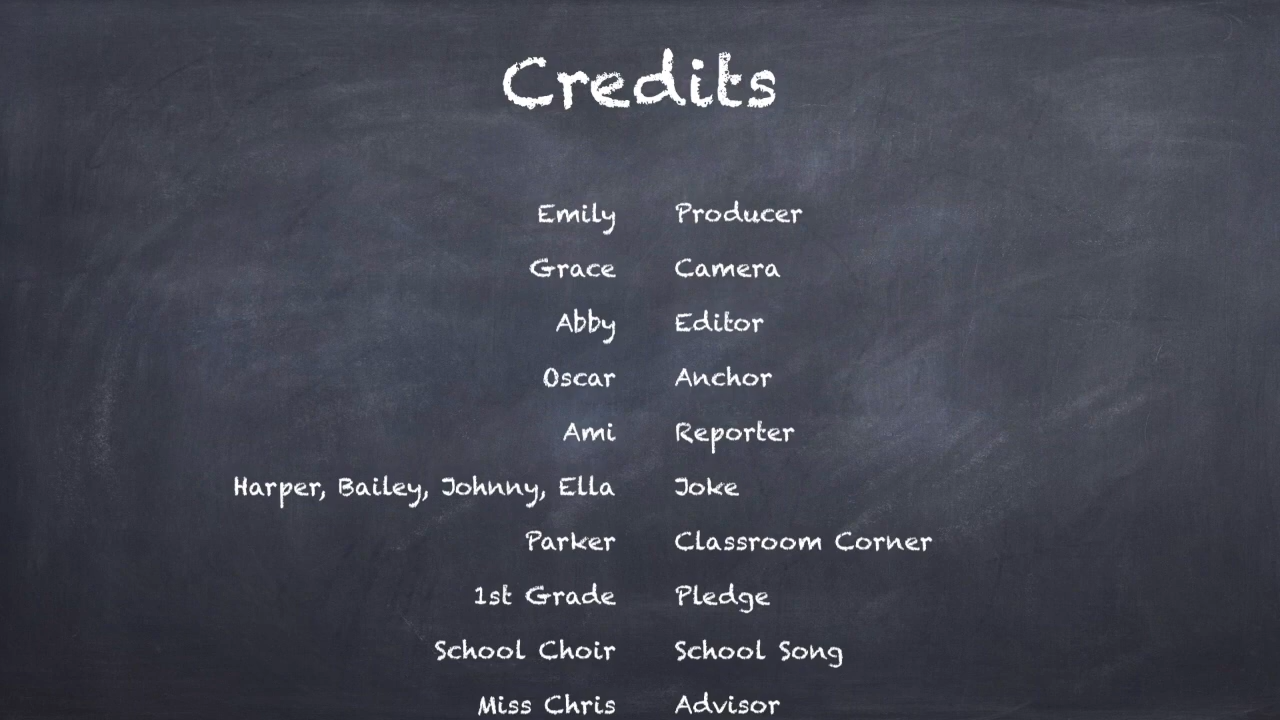 Credits
Emily Producer
Grace Camera
Abby Editor
Oscar Anchor
Ami Reporter
Harper, Bailey, Johnny, Ella Joke
Parker Classroom Corner
1st Grade Pledge
School Choir School Song
Miss Chris Advisor